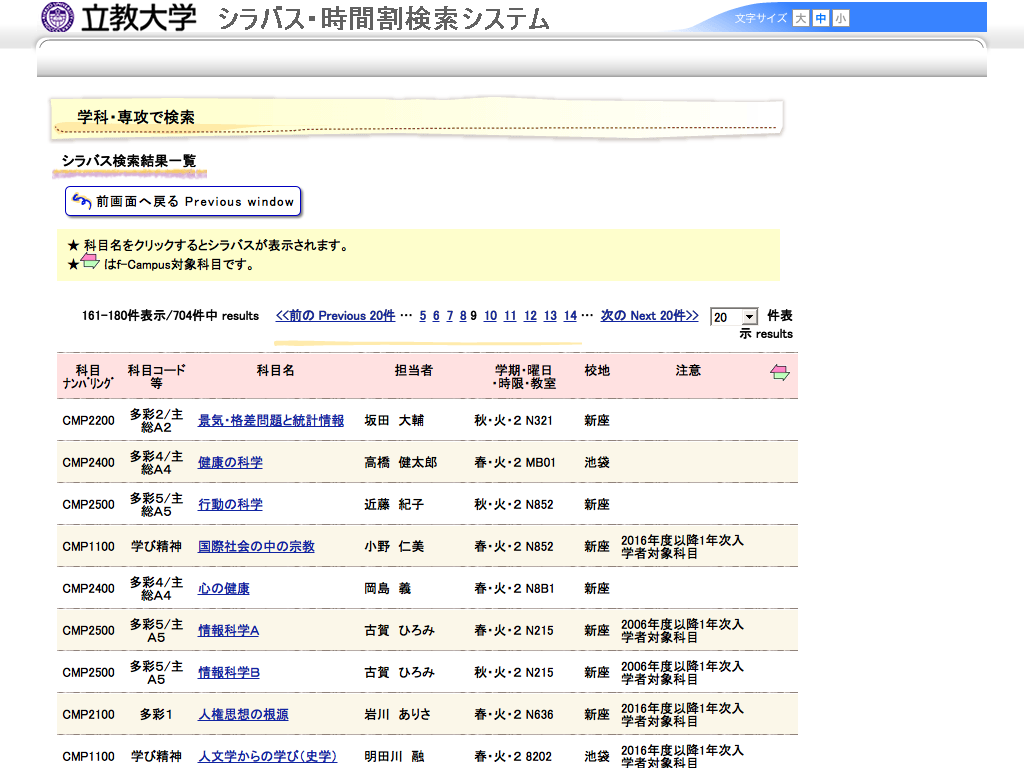 立教大学 シラバス・時間割検索システム 文字サイズ 大 中 小
学科・専攻で検索
シラバス検索結果一覧
前画面へ戻る Previous window
★ 科目名をクリックするとシラバスが表示されます。
★ はf-Campus対象科目です。
161-180件表示/704件中 results <<前の Previous 20件 … 5 6 7 8 9 10 11 12 13 14 … 次の Next 20件>> 20 件表
示 results
科目 科目コード 科目名 担当者 学期・曜日 校地 注意
ナンバリング 等 ・時限・教室
CMP2200 多彩2/主 景気・格差問題と統計情報 坂田 大輔 秋・火・2 N321 新座
総A2
CMP2400 多彩4/主 健康の科学 高橋 健太郎 春・火・2 MB01 池袋
総A4
CMP2500 多彩5/主 行動の科学 近藤 紀子 秋・火・2 N852 新座
総A5
CMP1100 学び精神 国際社会の中の宗教 小野 仁美 春・火・2 N852 新座 2016年度以降1年次入
学者対象科目
CMP2400 多彩4/主 心の健康 岡島 義 春・火・2 N8B1 新座
総A4
CMP2500 多彩5/主 情報科学A 古賀 ひろみ 春・火・2 N215 新座 2006年度以降1年次入
A5 学者対象科目
CMP2500 多彩5/主 情報科学B 古賀 ひろみ 秋・火・2 N215 新座 2006年度以降1年次入
A5 学者対象科目
CMP2100 多彩1 人権思想の根源 岩川 ありさ 春・火・2 N636 新座 2016年度以降1年次入
学者対象科目
CMP1100 学び精神 人文学からの学び(史学) 明田川 融 春・火・2 8202 池袋 2016年度以降1年次入
学者対象科目